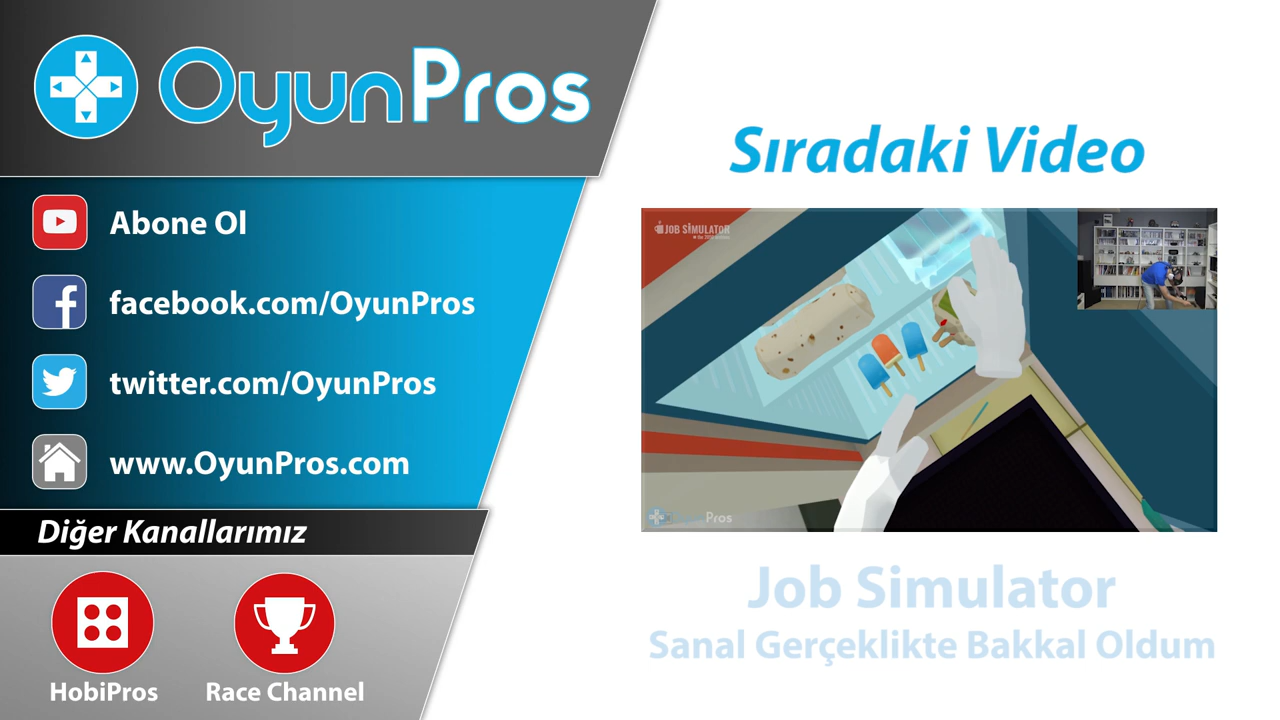 OyunPros
Abone Ol
facebook.com/OyunPros
twitter.com/OyunPros
www.OyunPros.com
Diğer Kanallarımız
HobiPros
Race Channel
Sıradaki Video
JOB SIMULATOR
OyunPros
Job Simulator
Sanal Gerçeklikte Bakkal Oldum